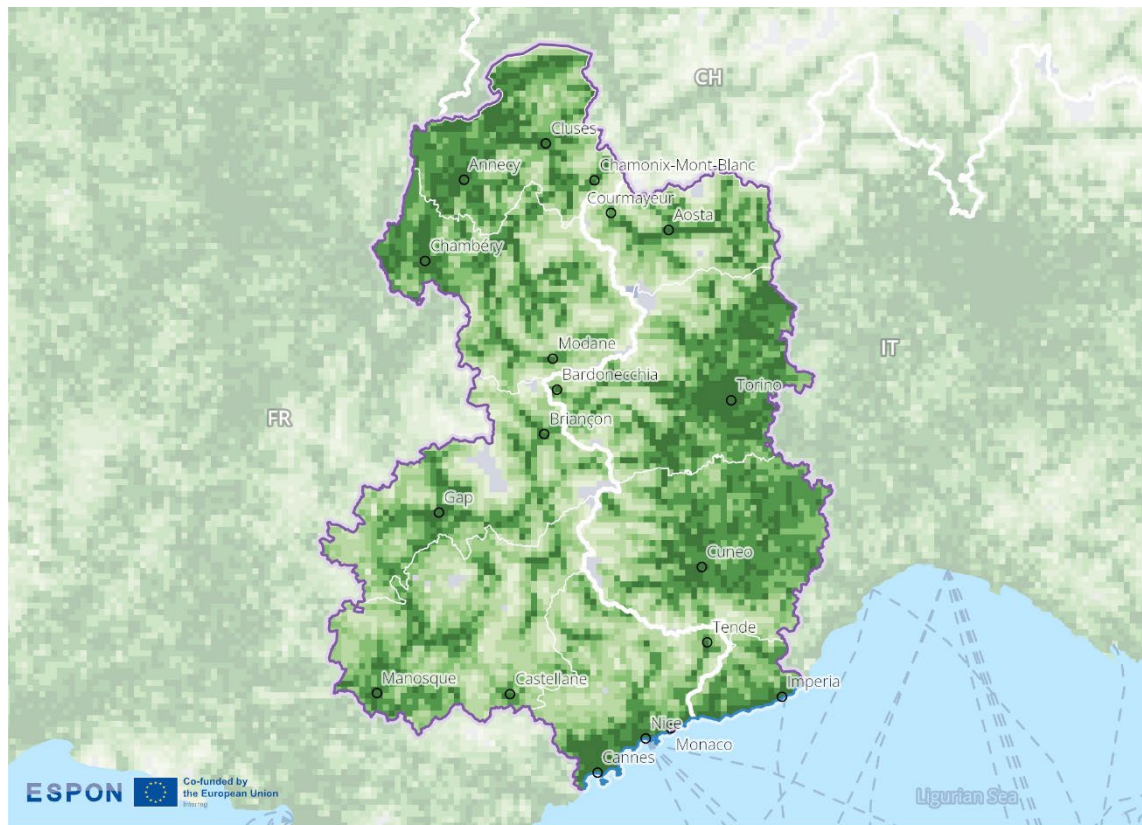 CH
Cluses
Annecy
Chamonix-Mont-Blanc
Courmayeur
Aosta
Chambéry
IT
Modane
Bardonecchia
Torino
FR
Briançon
Gap
Cuneo
Tende
Manosque
Castellane
Imperia
Nice
Monaco
Cannes
ESPON
Co-funded by
the European Union
Interreg
Ligurian Sea